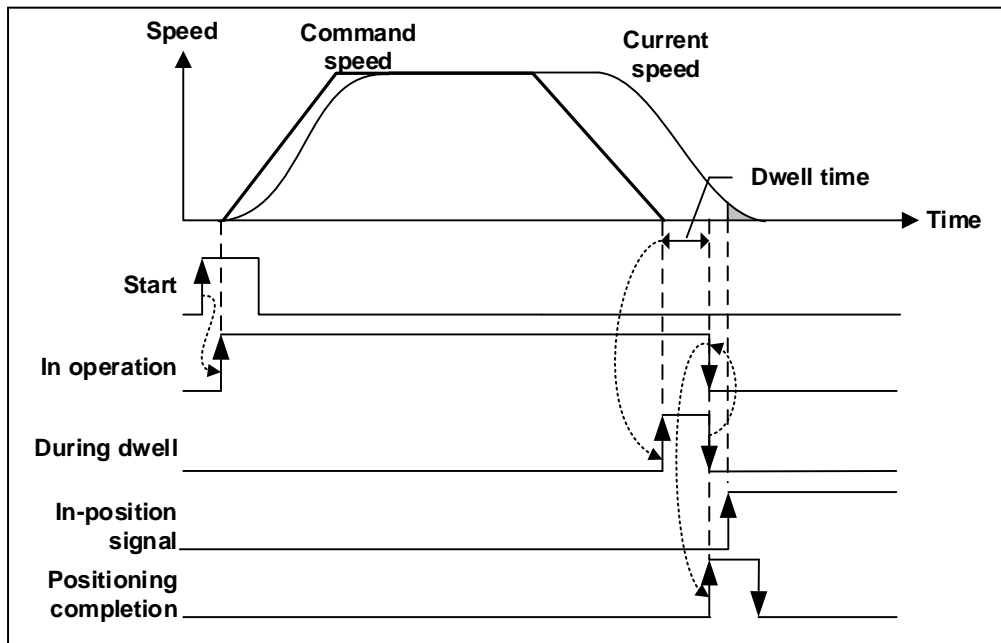 Speed
Command
speed
Current
speed
Dwell time
Time
Start
In operation
During dwell
In-position
signal
Positioning
completion